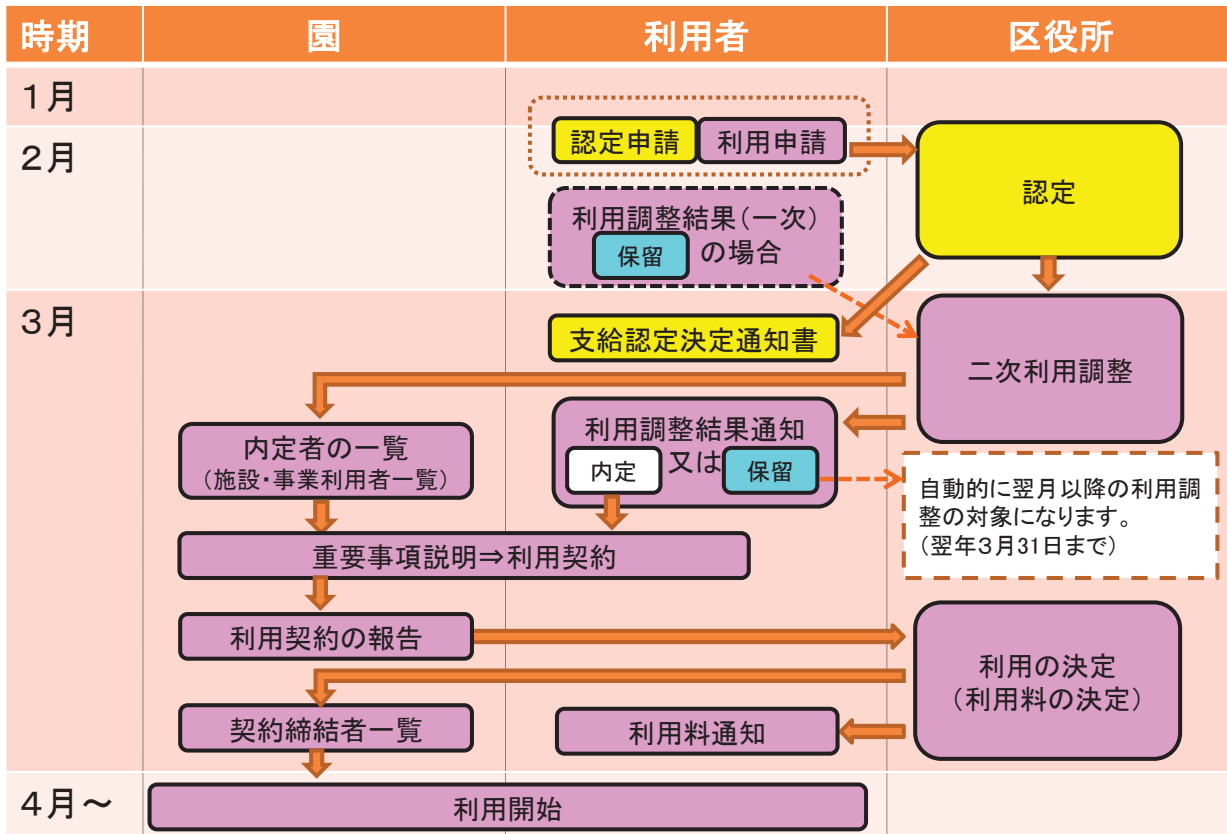 時期
園
利用者
区役所
1月
2月
認定申請
利用申請
認定
利用調整結果(一次)
保留
の場合
3月
支給認定決定通知書
二次利用調整
内定者の一覧
(施設・事業利用者一覧)
利用調整結果通知
内定
又は
保留
自動的に翌月以降の利用調
整の対象になります。
(翌年3月31日まで)
重要事項説明⇒利用契約
利用契約の報告
利用の決定
(利用料の決定)
契約締結者一覧
利用料通知
4月～
利用開始